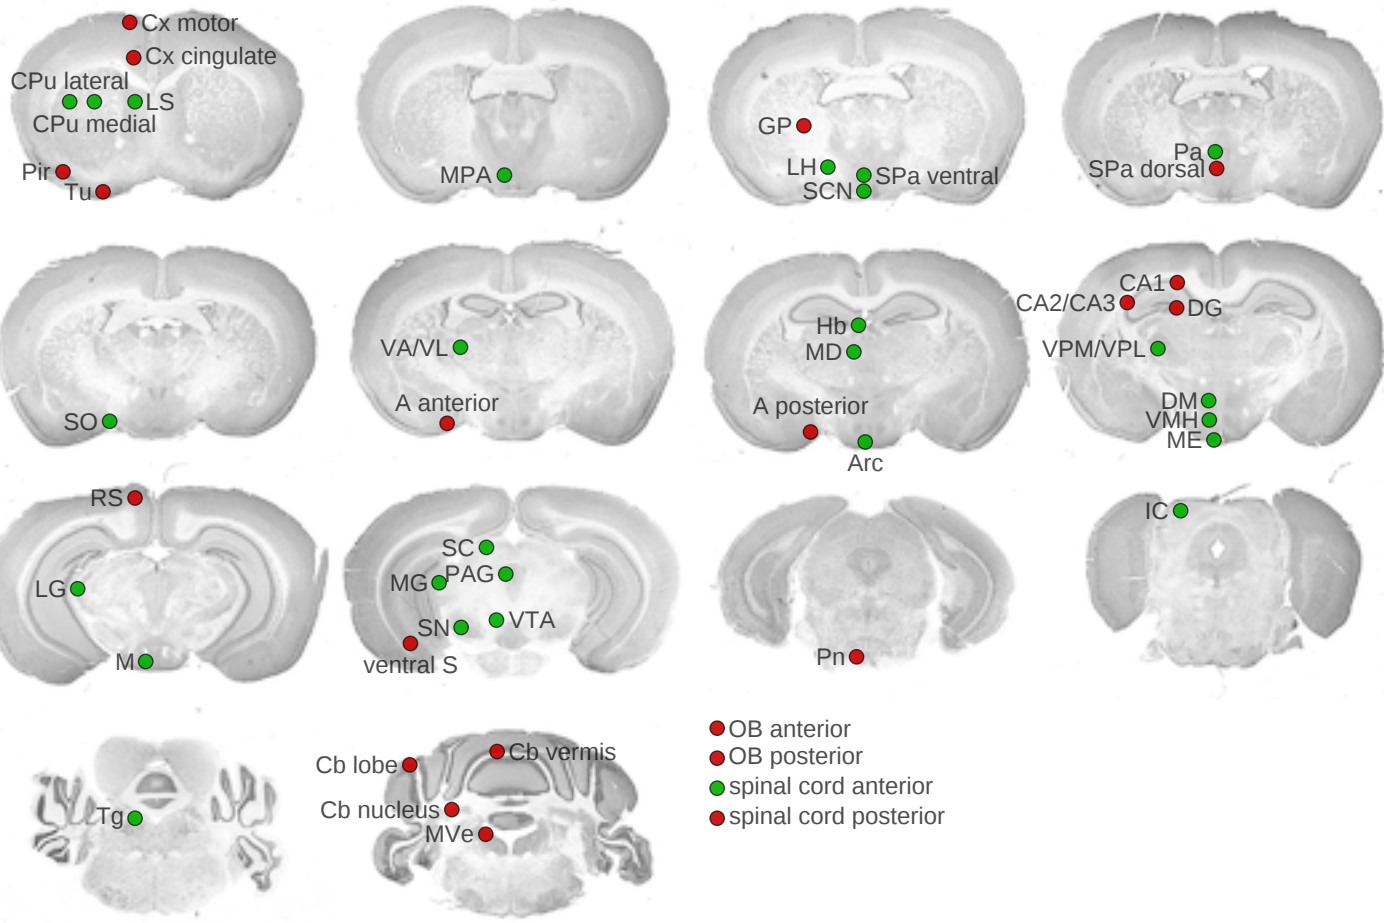 Cx motor
Cx cingulate
CPu lateral
LS
CPu medial
Pir
Tu
MPA
GP
LH
SPa ventral
SCN
Pa
SPa dorsal
SO
VA/VL
A anterior
Hb
MD
A posterior
Arc
CA1
CA2/CA3
DG
VPM/VPL
DM
VMH
ME
RS
LG
M
SC
MG
PAG
SN
VTA
ventral S
Pn
IC
Tg
Cb vermis
Cb lobe
Cb nucleus
MVe
OB anterior
OB posterior
spinal cord anterior
spinal cord posterior